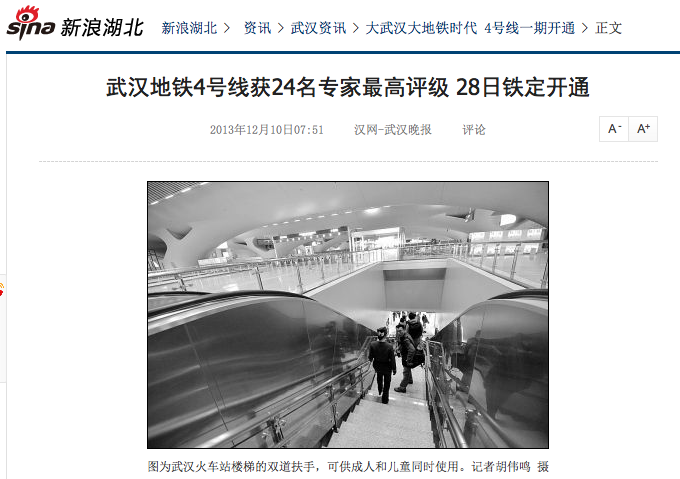 sina 新浪湖北 新浪湖北 > 资讯 > 武汉资讯 > 大武汉大地铁时代 4号线一期开通 > 正文
武汉地铁4号线获24名专家最高评级 28日铁定开通
2013年12月10日07:51 汉网-武汉晚报 评论 A- A+
图为武汉火车站楼梯的双道扶手，可供成人和儿童同时使用。记者胡伟鸣 摄